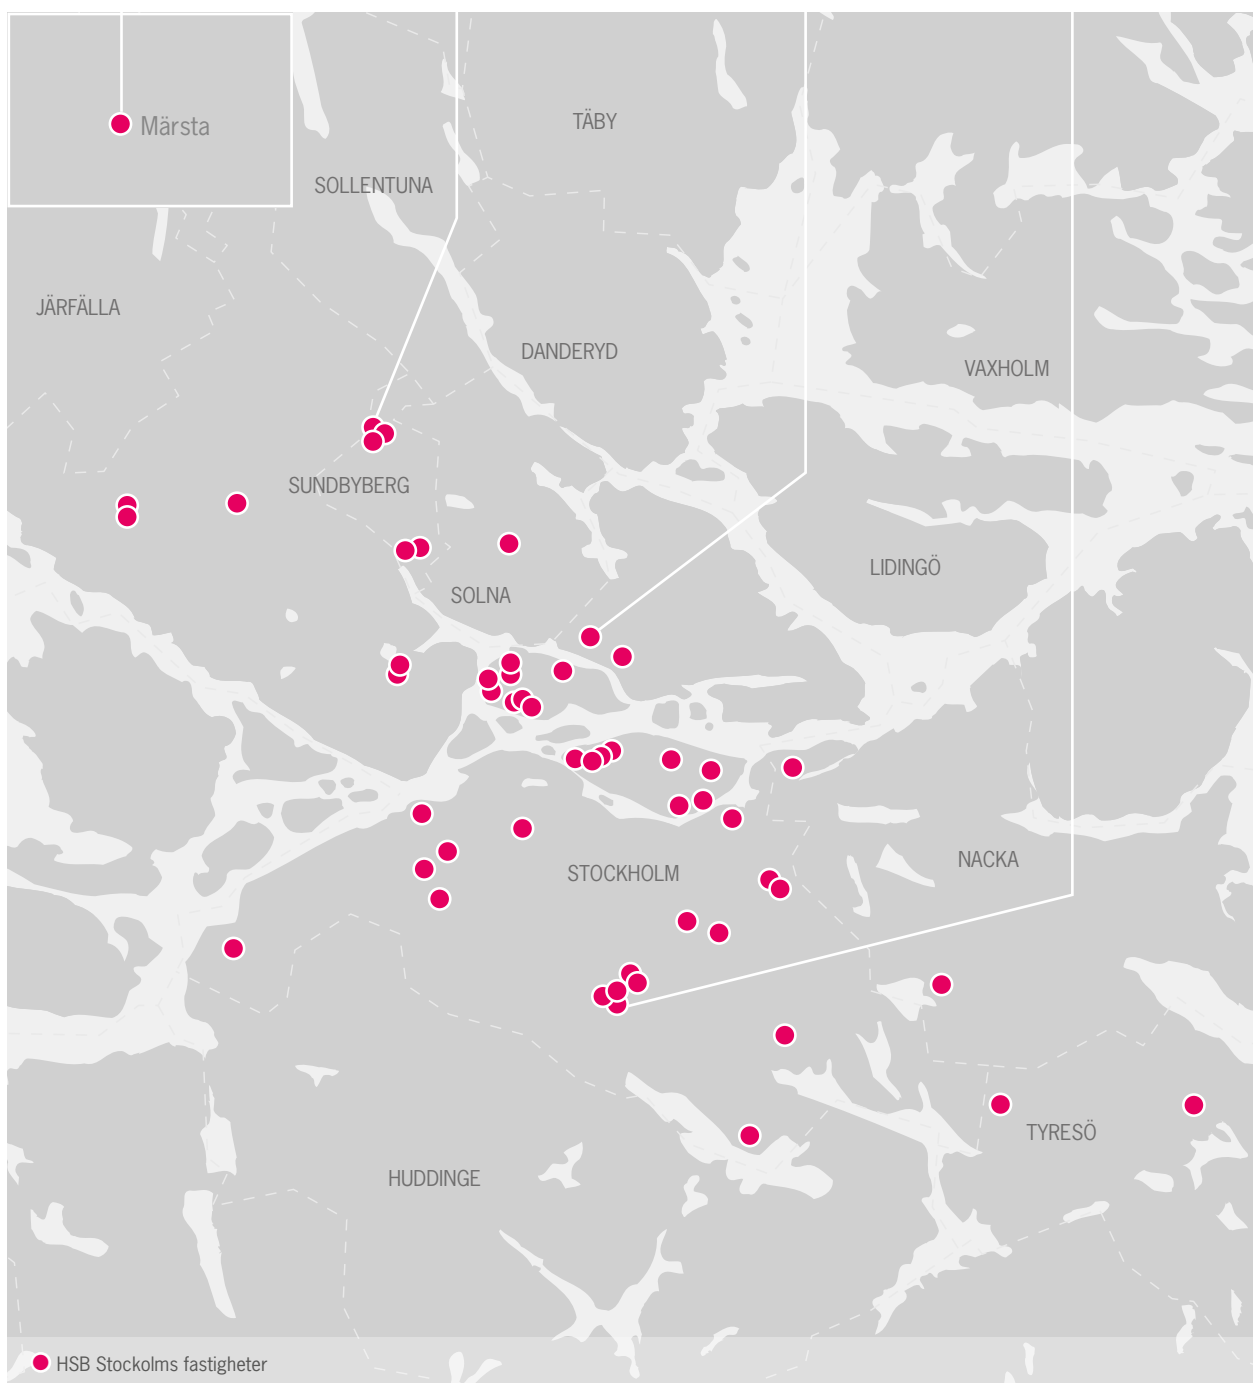 Märsta
TÄBY
SOLLENTUNA
JÄRFÄLLA
DANDERYD
VAXHOLM
SUNDBYBERG
LIDINGÖ
SOLNA
NACKA
STOCKHOLM
TYRESÖ
HUDDINGE
HSB Stockolms fastigheter